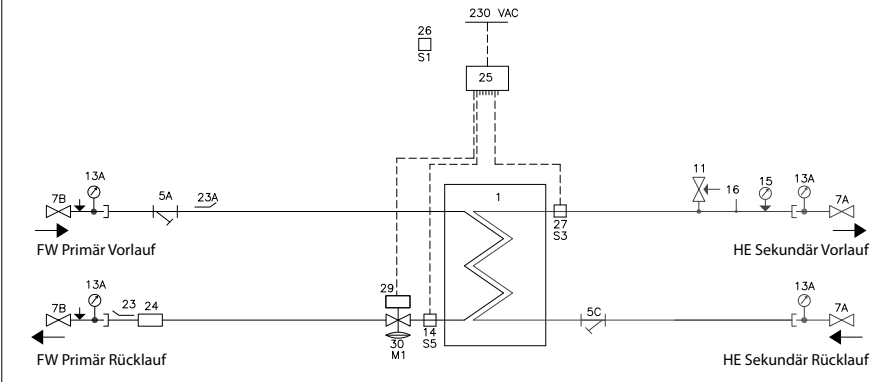 230 VAC
26
S1
25
13A
7B
5A
23A
1
11
16
15
13A
7A
27
S3
FW Primär Vorlauf
HE Sekundär Vorlauf
13A
7B
23
24
29
30
M1
14
S5
5C
13A
7A
FW Primär Rücklauf
HE Sekundär Rücklauf